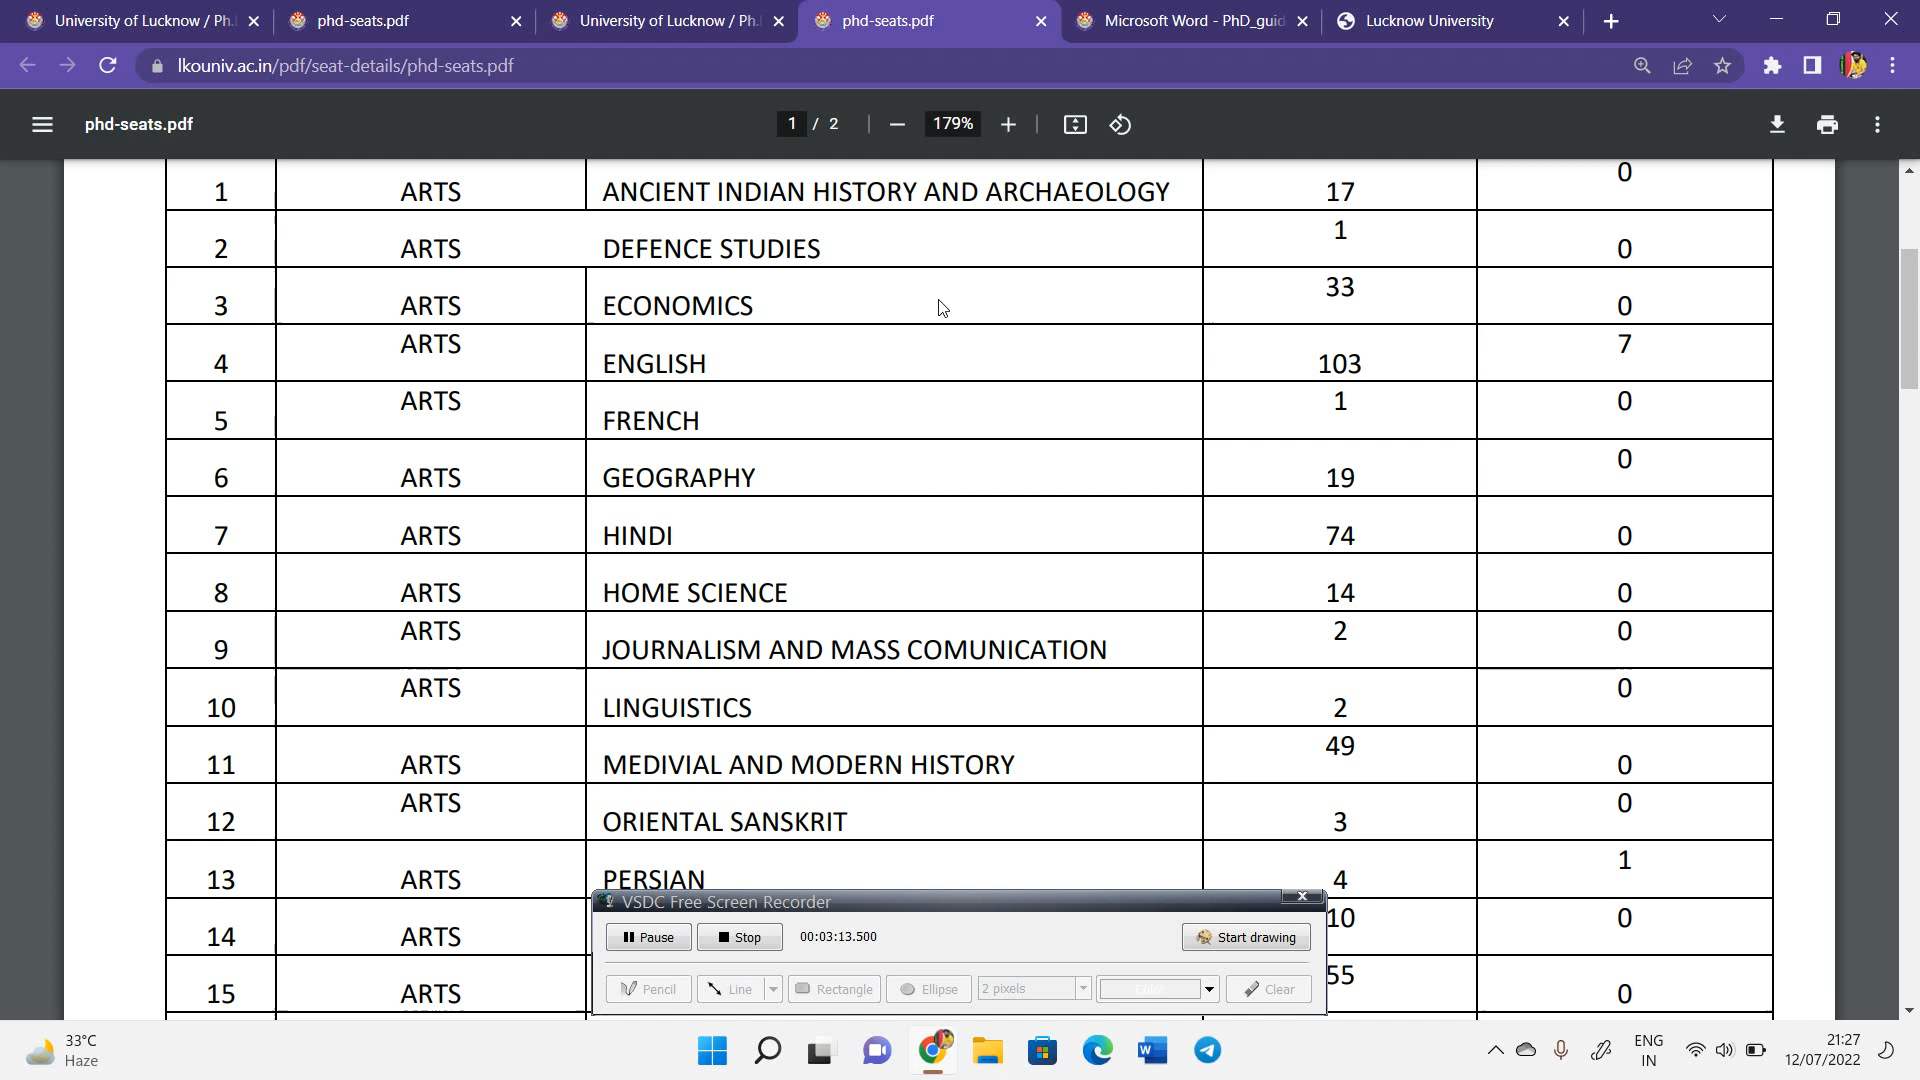 University of Lucknow / Ph.
phd-seats.pdf
University of Lucknow / Ph.
phd-seats.pdf
Microsoft Word - PhD_guid
Lucknow University
lkouniv.ac.in/pdf/seat-details/phd-seats.pdf
phd-seats.pdf
1 / 2
179%
1 ARTS ANCIENT INDIAN HISTORY AND ARCHAEOLOGY 17 0
2 ARTS DEFENCE STUDIES 1 0
3 ARTS ECONOMICS 33 0
4 ARTS ENGLISH 103 7
5 ARTS FRENCH 1 0
6 ARTS GEOGRAPHY 19 0
7 ARTS HINDI 74 0
8 ARTS HOME SCIENCE 14 0
9 ARTS JOURNALISM AND MASS COMUNICATION 2 0
10 ARTS LINGUISTICS 2 0
11 ARTS MEDIVIAL AND MODERN HISTORY 49 0
12 ARTS ORIENTAL SANSKRIT 3 0
13 ARTS PERSIAN 4 1
14 ARTS 10 0
15 ARTS 55 0
VSDC Free Screen Recorder
Pause Stop 00:03:13.500 Start drawing
Pencil Line Rectangle Ellipse 2 pixels Color Clear
33°C
Haze
ENG
IN
21:27
12/07/2022